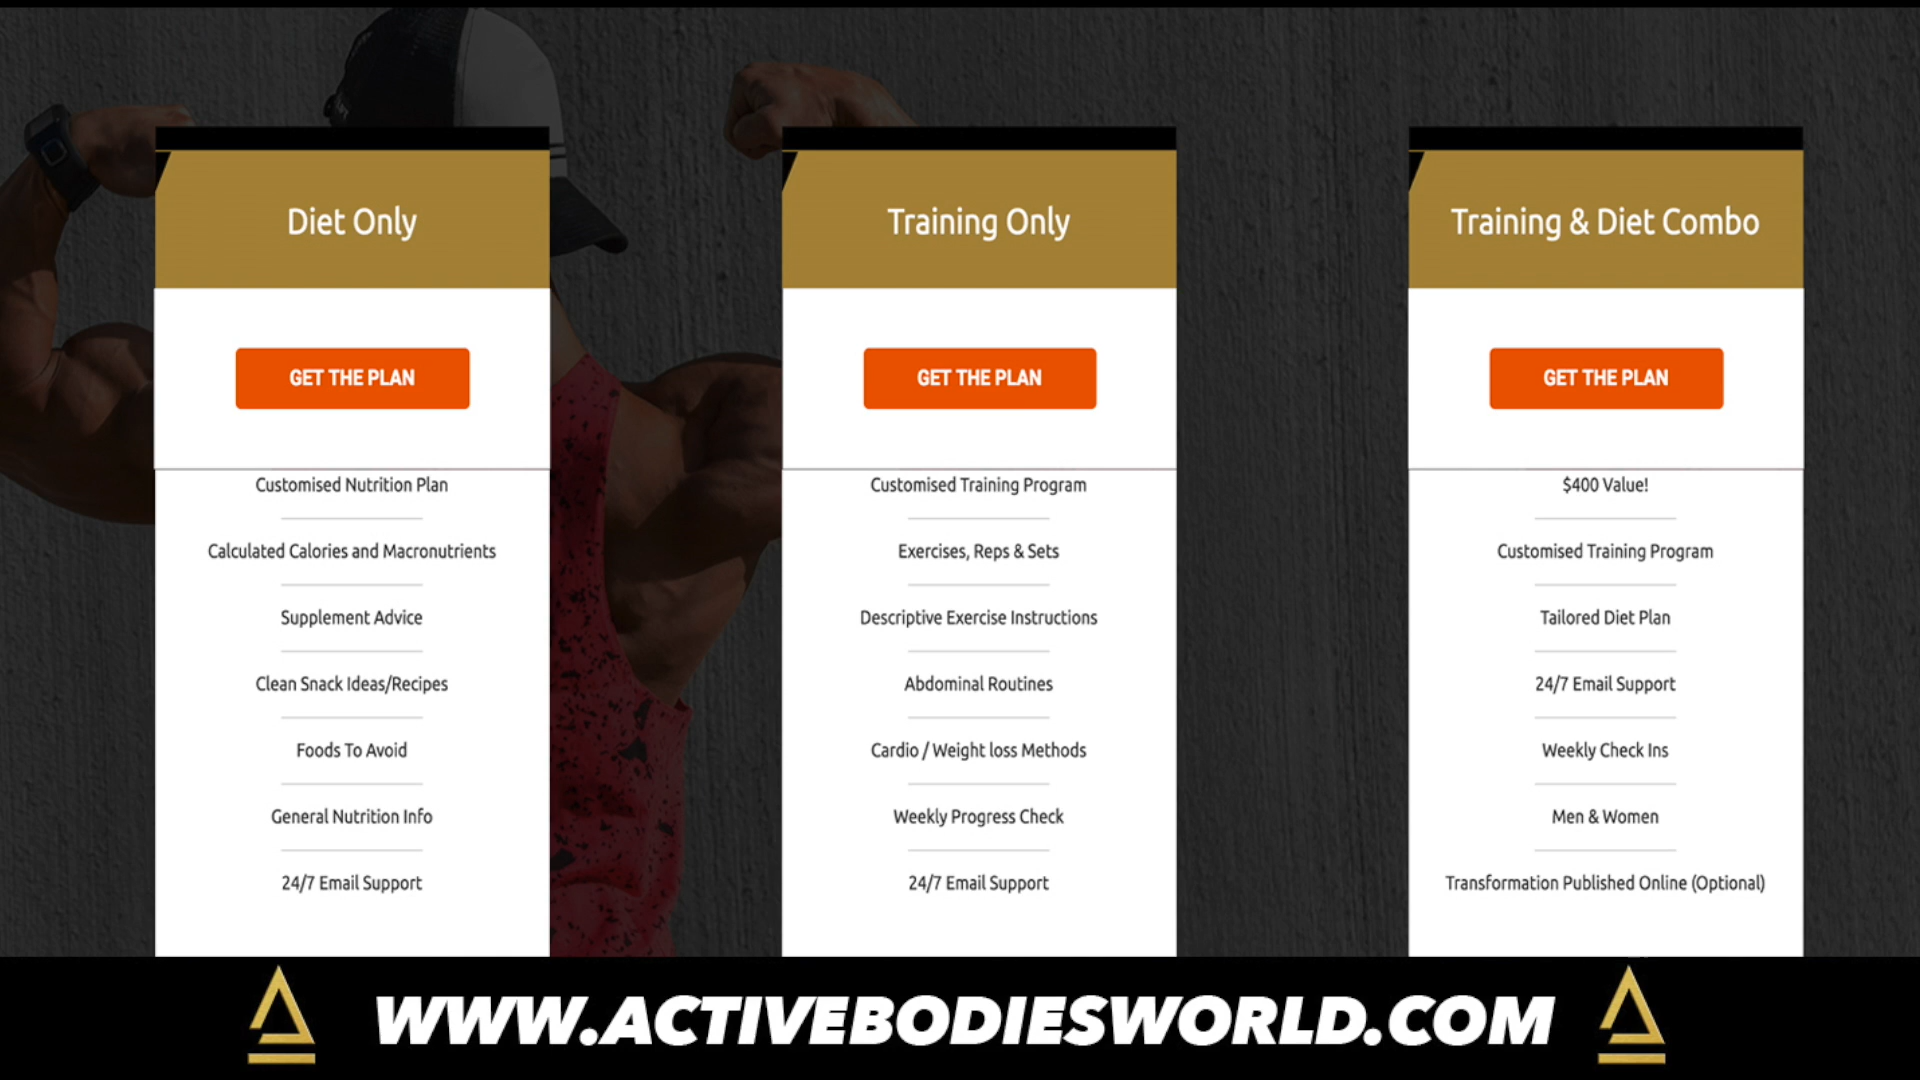 Diet Only
GET THE PLAN
Customised Nutrition Plan
Calculated Calories and Macronutrients
Supplement Advice
Clean Snack Ideas/Recipes
Foods To Avoid
General Nutrition Info
24/7 Email Support
Training Only
GET THE PLAN
Customised Training Program
Exercises, Reps & Sets
Descriptive Exercise Instructions
Abdominal Routines
Cardio / Weight loss Methods
Weekly Progress Check
24/7 Email Support
Training & Diet Combo
GET THE PLAN
$400 Value!
Customised Training Program
Tailored Diet Plan
24/7 Email Support
Weekly Check Ins
Men & Women
Transformation Published Online (Optional)
WWW.ACTIVEBODIESWORLD.COM